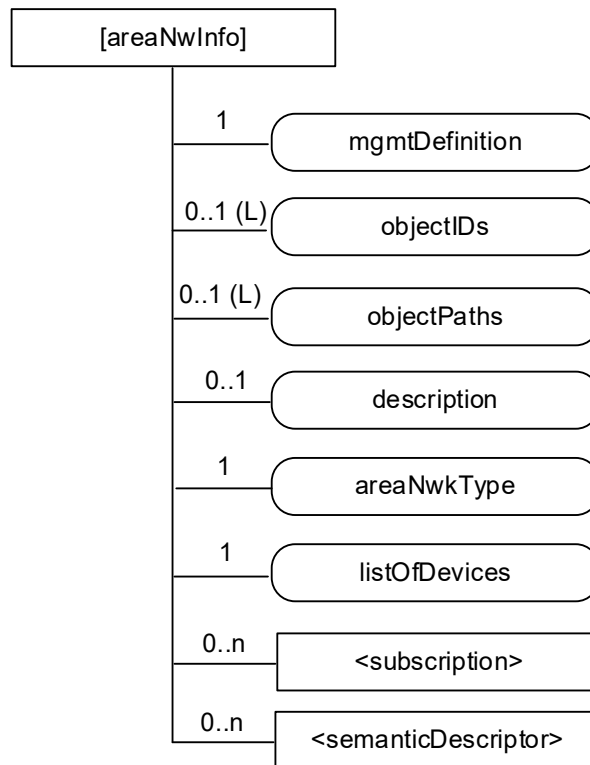 [areaNwInfo]
1
mgmtDefinition
0..1 (L)
objectIDs
0..1 (L)
objectPaths
0..1
description
1
areaNwkType
1
listOfDevices
0..n
<subscription>
0..n
<semanticDescriptor>